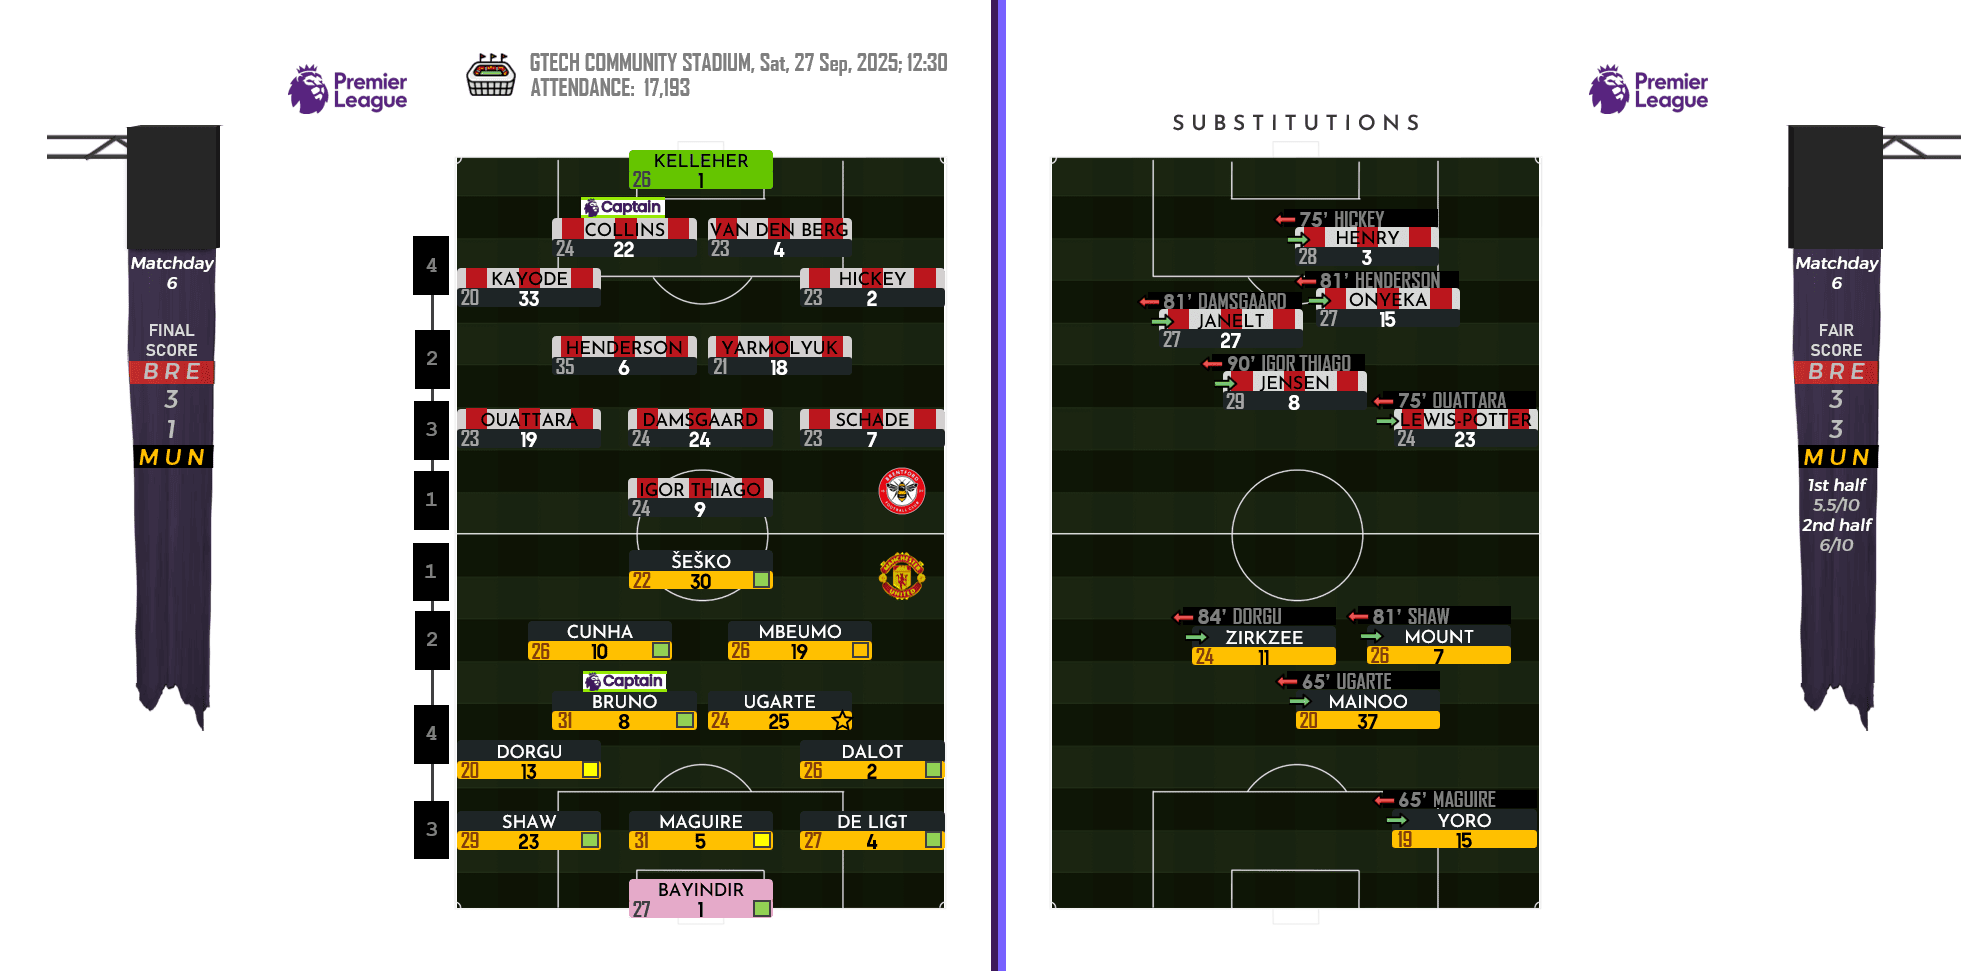 Premier
League
GTECH COMMUNITY STADIUM, Sat, 27 Sep, 2025; 12:30
ATTENDANCE: 17,193
Matchday
6
FINAL
SCORE
BRE
3
1
MUN
KELLEHER
26 1
Captain
COLLINS
24 22
VAN DEN BERG
23 4
4
KAYODE
20 33
HICKEY
23 2
2
HENDERSON
35 6
YARMOLYUK
21 18
3
OUATTARA
23 19
DAMSGAARD
24 24
SCHADE
23 7
1
IGOR THIAGO
24 9
BRENTFORD
FOOTBALL CLUB
1
ŠEŠKO
22 30
MANCHESTER
UNITED
2
CUNHA
26 10
MBEUMO
26 19
Captain
BRUNO
31 8
UGARTE
24 25
4
DORGU
20 13
DALOT
26 2
3
SHAW
29 23
MAGUIRE
31 5
DE LIGT
27 4
BAYINDIR
27 1
Premier
League
SUBSTITUTIONS
75' HICKEY
HENRY
28 3
81' HENDERSON
ONYEKA
27 15
81' DAMSGAARD
JANELT
27 27
90' IGOR THIAGO
JENSEN
29 8
75' OUATTARA
LEWIS-POTTER
24 23
84' DORGU
ZIRKZEE
24 11
81' SHAW
MOUNT
26 7
65' UGARTE
MAINOO
20 37
65' MAGUIRE
YORO
19 15
Matchday
6
FAIR
SCORE
BRE
3
3
MUN
1st half
5.5/10
2nd half
6/10